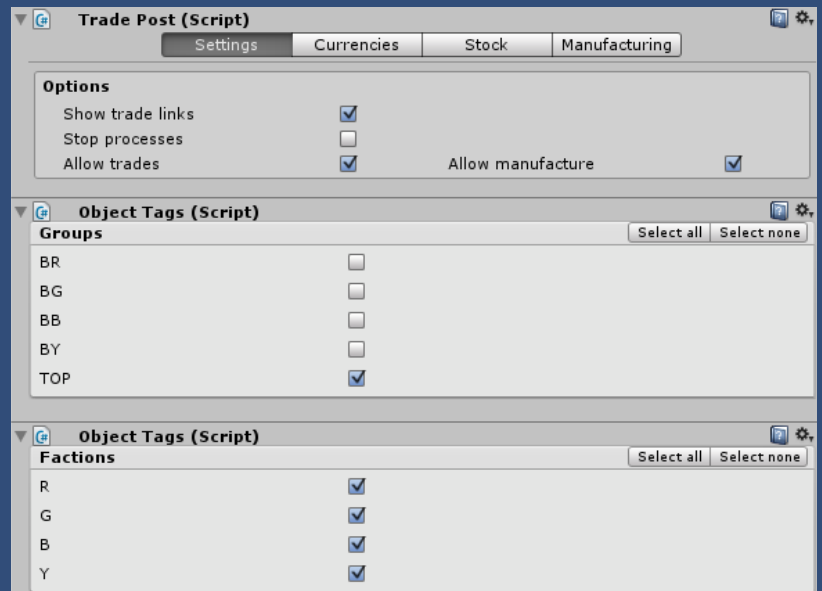 Trade Post (Script)
Settings Currencies Stock Manufacturing
Options
Show trade links
Stop processes
Allow trades Allow manufacture
Object Tags (Script)
Groups Select all Select none
BR
BG
BB
BY
TOP
Object Tags (Script)
Factions Select all Select none
R
G
B
Y